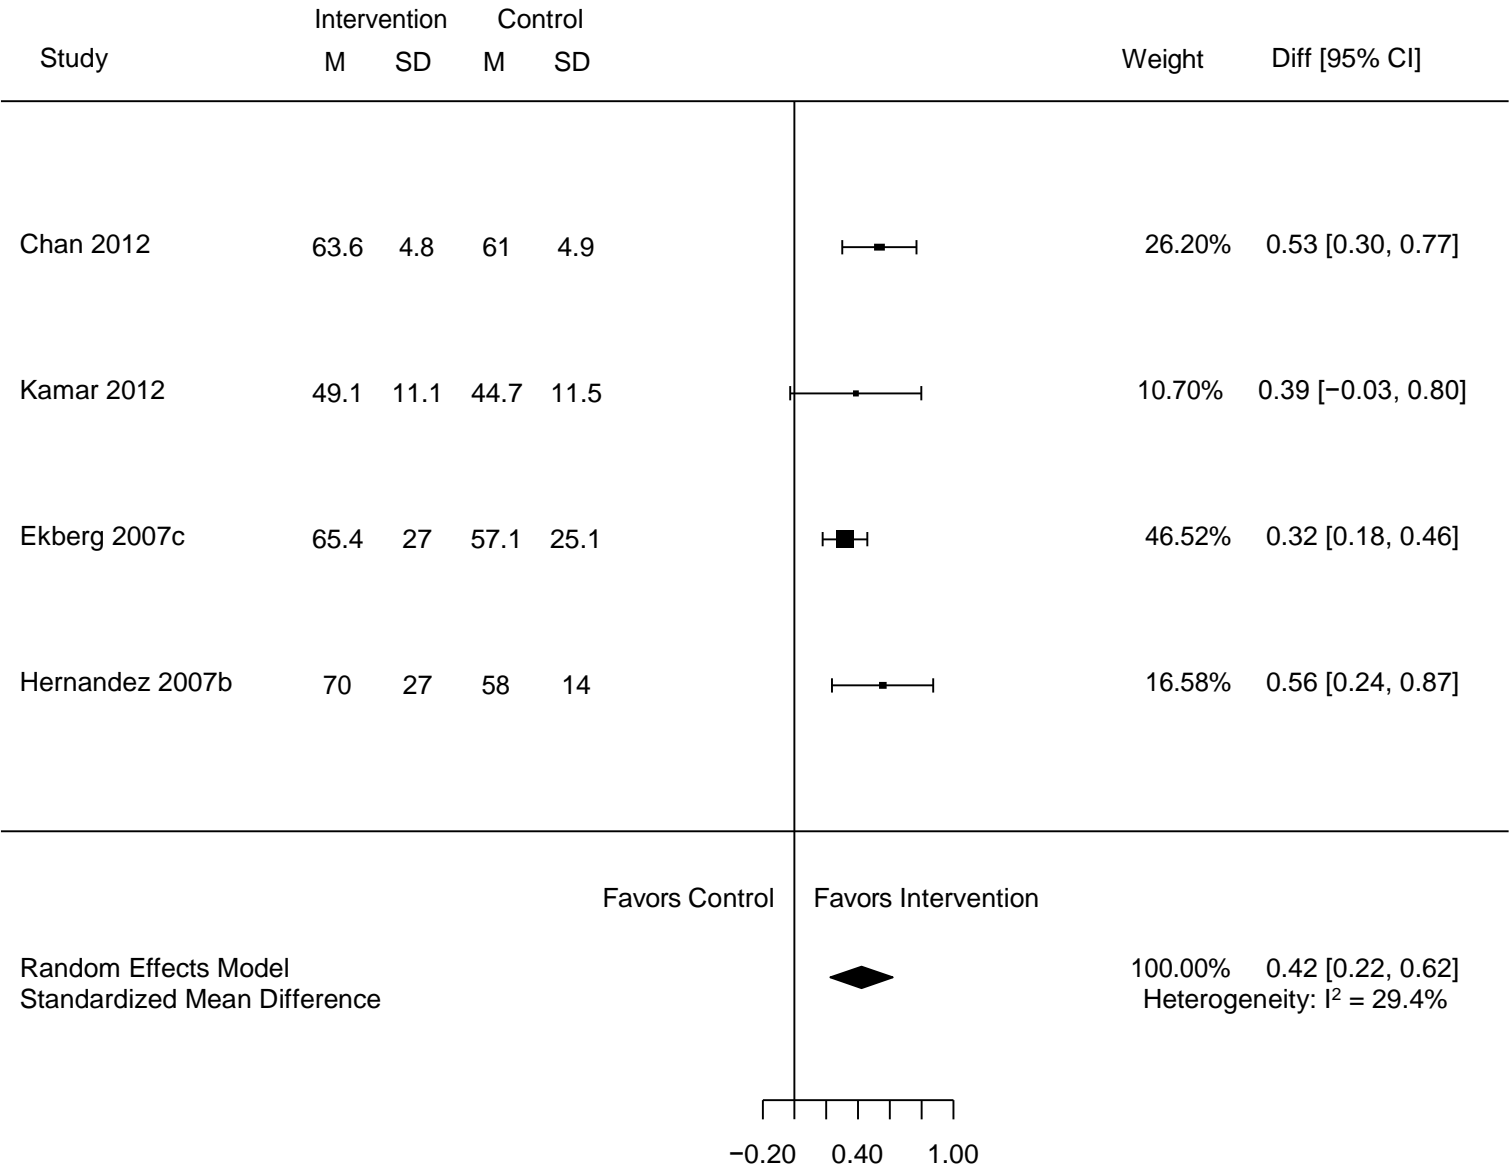 Intervention Control
Study M SD M SD Weight Diff [95% CI]
Chan 2012 63.6 4.8 61 4.9 26.20% 0.53 [0.30, 0.77]
Kamar 2012 49.1 11.1 44.7 11.5 10.70% 0.39 [−0.03, 0.80]
Ekberg 2007c 65.4 27 57.1 25.1 46.52% 0.32 [0.18, 0.46]
Hernandez 2007b 70 27 58 14 16.58% 0.56 [0.24, 0.87]
Favors Control Favors Intervention
Random Effects Model 100.00% 0.42 [0.22, 0.62]
Standardized Mean Difference Heterogeneity: I² = 29.4%
−0.20 0.40 1.00